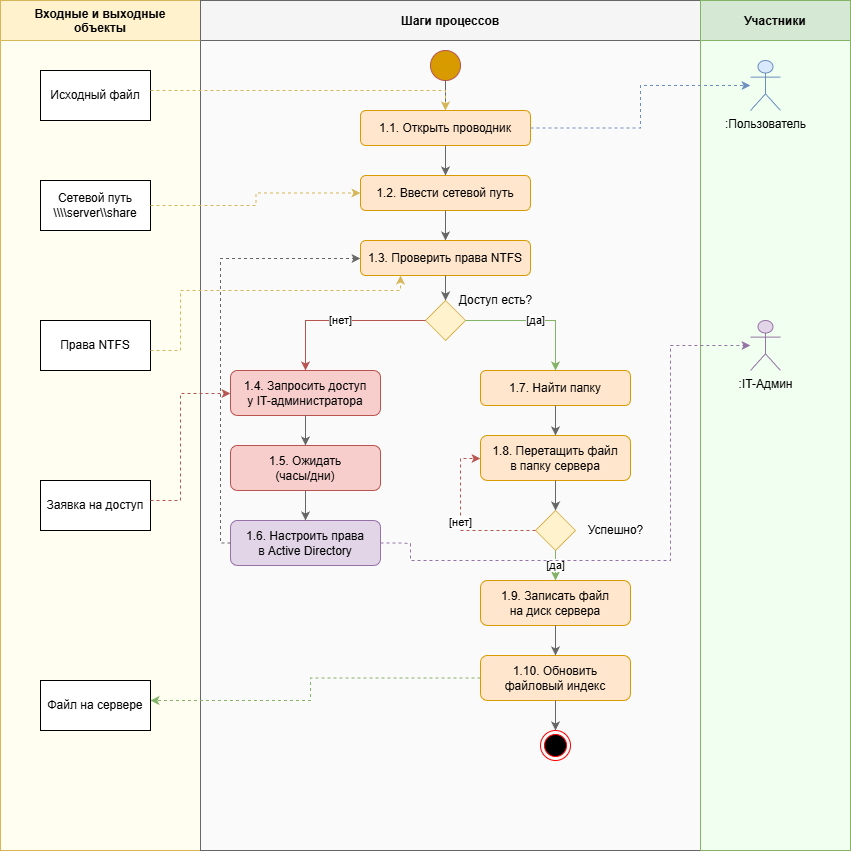 Входные и выходные
объекты
Шаги процессов
Участники
Исходный файл
1.1. Открыть проводник
:Пользователь
Сетевой путь
\\\\server\\share
1.2. Ввести сетевой путь
1.3. Проверить права NTFS
Доступ есть?
[нет]
[да]
Права NTFS
:IT-Админ
1.4. Запросить доступ
у IT-администратора
1.7. Найти папку
1.5. Ожидать
(часы/дни)
1.8. Перетащить файл
в папку сервера
Заявка на доступ
[нет]
Успешно?
1.6. Настроить права
в Active Directory
[да]
1.9. Записать файл
на диск сервера
1.10. Обновить
файловый индекс
Файл на сервере